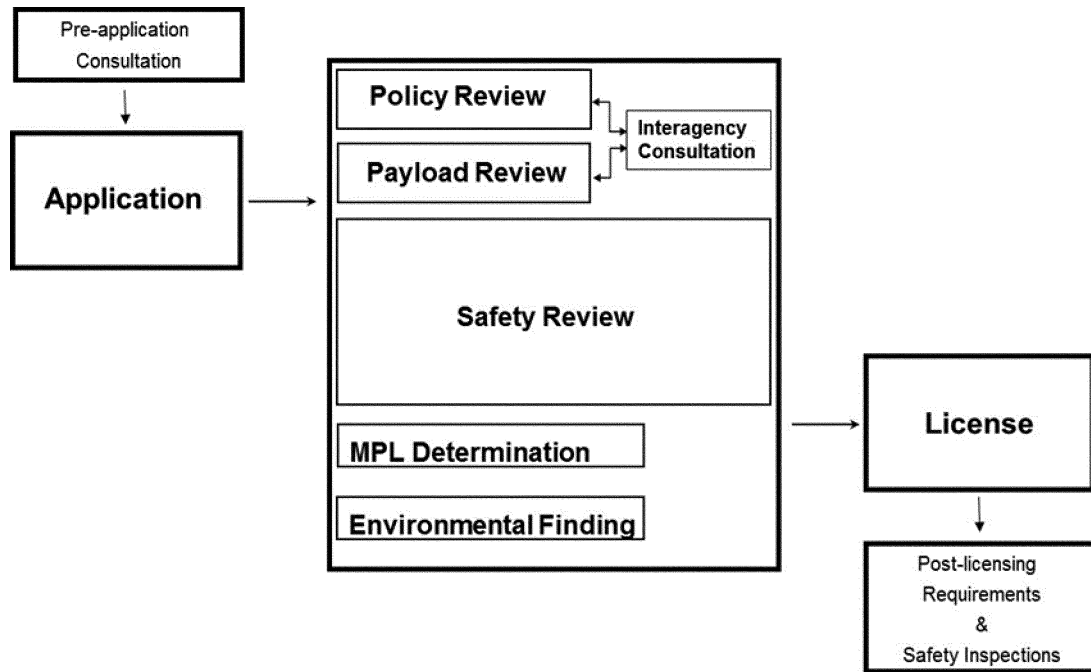 Pre-application
Consultation
Application
Policy Review
Interagency
Consultation
Payload Review
Safety Review
MPL Determination
Environmental Finding
License
Post-licensing
Requirements
&
Safety Inspections